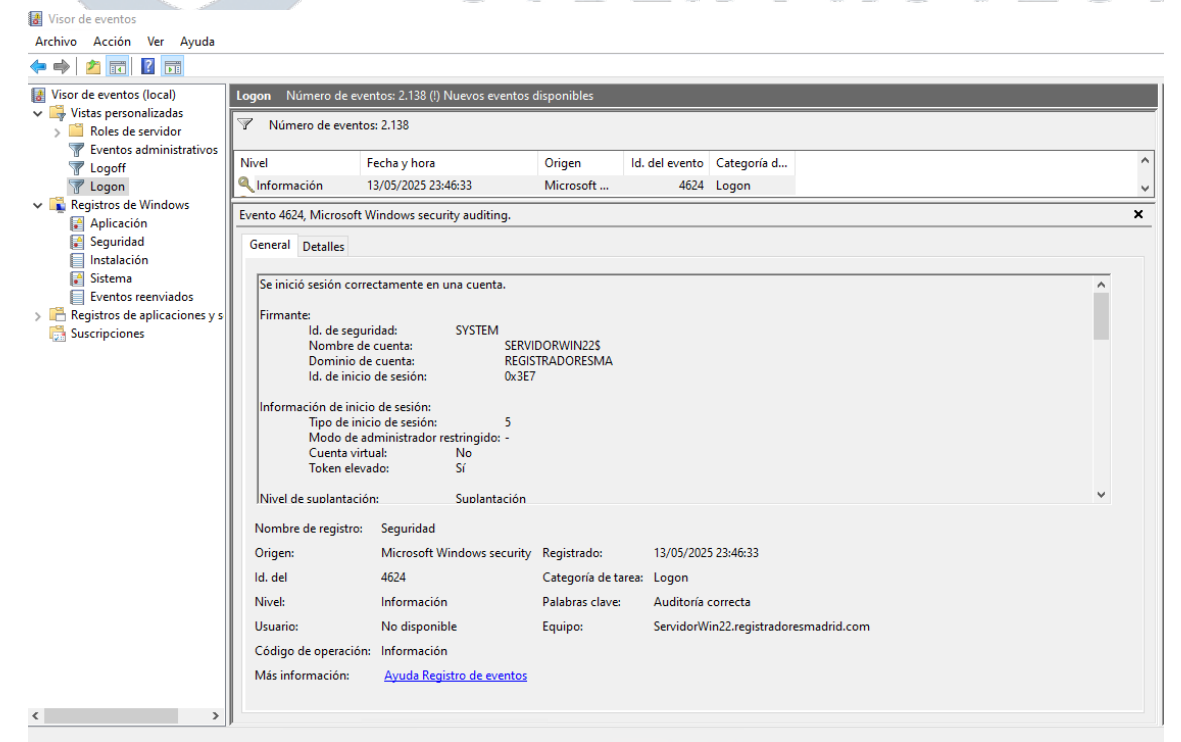 Visor de eventos
Archivo Acción Ver Ayuda
Visor de eventos (local)
Vistas personalizadas
Roles de servidor
Eventos administrativos
Logoff
Logon
Registros de Windows
Aplicación
Seguridad
Instalación
Sistema
Eventos reenviados
Registros de aplicaciones y s
Suscripciones
Logon Número de eventos: 2.138 (!) Nuevos eventos disponibles
Número de eventos: 2.138
Nivel Fecha y hora Origen Id. del evento Categoría d...
Información 13/05/2025 23:46:33 Microsoft ... 4624 Logon
Evento 4624, Microsoft Windows security auditing.
General Detalles
Se inició sesión correctamente en una cuenta.
Firmante:
Id. de seguridad: SYSTEM
Nombre de cuenta: SERVIDORWIN22$
Dominio de cuenta: REGISTRADORESMA
Id. de inicio de sesión: 0x3E7
Información de inicio de sesión:
Tipo de inicio de sesión: 5
Modo de administrador restringido: -
Cuenta virtual: No
Token elevado: Sí
Nivel de suplantación: Suplantación
Nombre de registro: Seguridad
Origen: Microsoft Windows security Registrado: 13/05/2025 23:46:33
Id. del 4624 Categoría de tarea: Logon
Nivel: Información Palabras clave: Auditoría correcta
Usuario: No disponible Equipo: ServidorWin22.registradoresmadrid.com
Código de operación: Información
Más información: Ayuda Registro de eventos